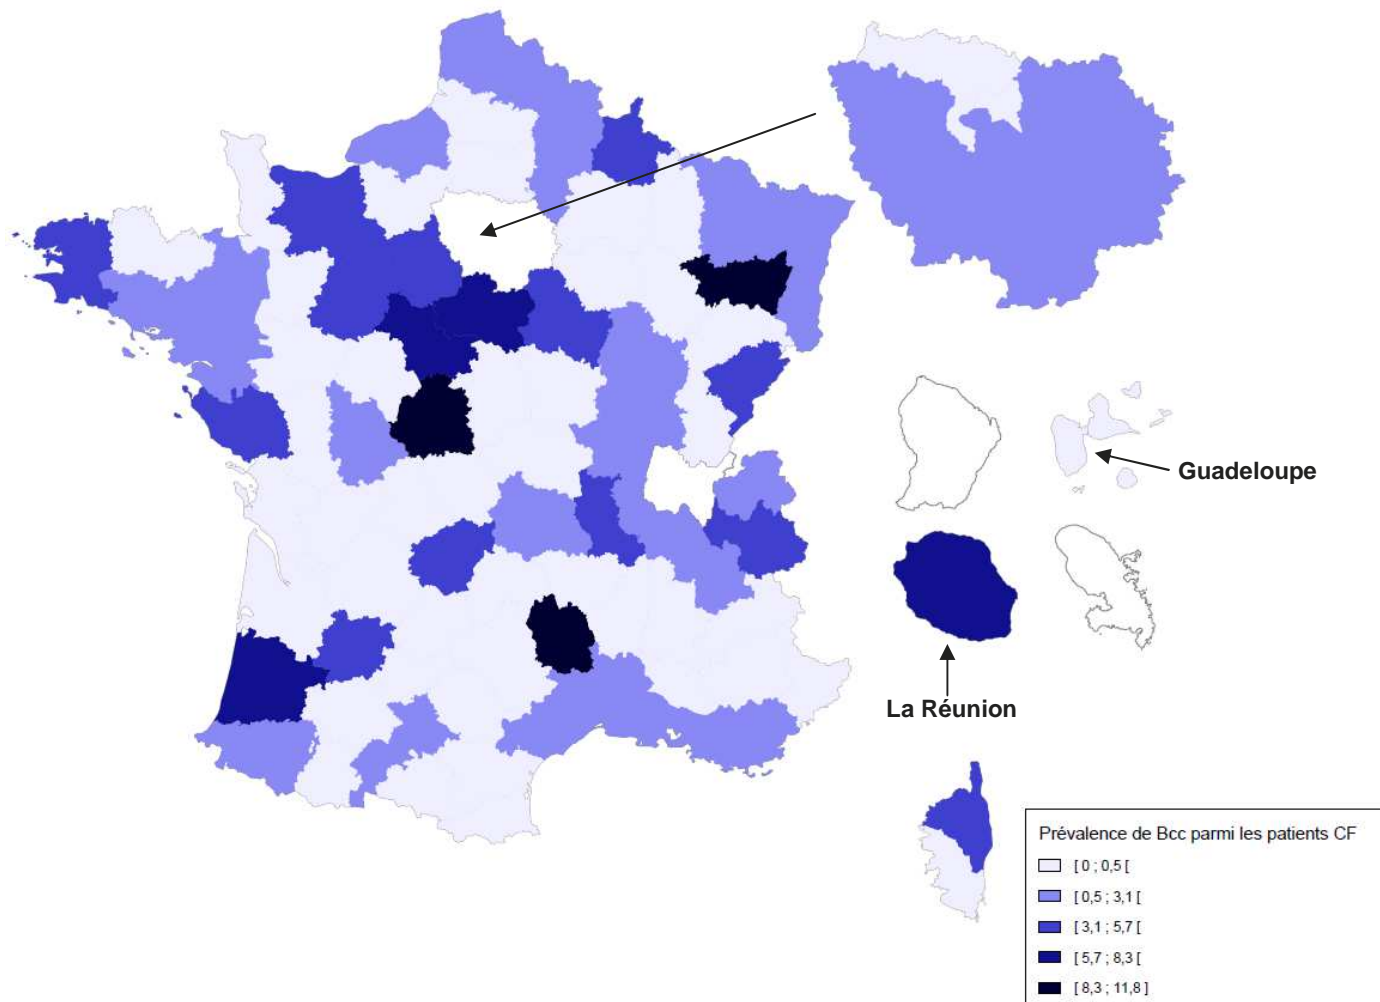 Guadeloupe
La Réunion
Prévalence de Bcc parmi les patients CF
[ 0 ; 0,5 [
[ 0,5 ; 3,1 [
[ 3,1 ; 5,7 [
[ 5,7 ; 8,3 [
[ 8,3 ; 11,8 ]